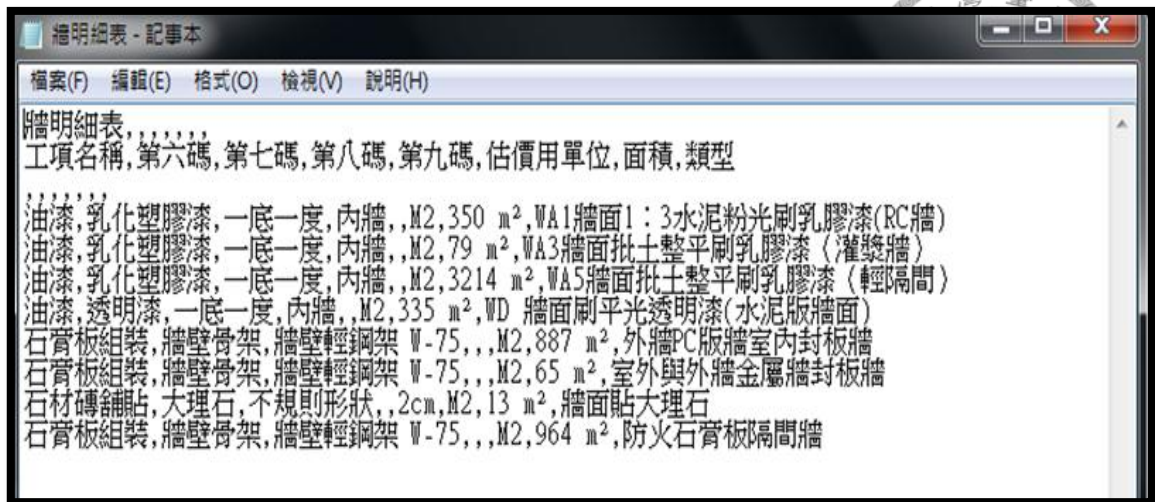 牆明細表 - 記事本
檔案(F) 編輯(E) 格式(O) 檢視(V) 說明(H)
牆明細表,,,,,,,
工項名稱,第六碼,第七碼,第八碼,第九碼,估價用單位,面積,類型
,,,,,,,
油漆,乳化塑膠漆,一底一度,內牆,,M2,350 m²,WA1牆面1：3水泥粉光刷乳膠漆(RC牆)
油漆,乳化塑膠漆,一底一度,內牆,,M2,79 m²,WA3牆面批土整平刷乳膠漆（灌漿牆）
油漆,乳化塑膠漆,一底一度,內牆,,M2,3214 m²,WA5牆面批土整平刷乳膠漆（輕隔間）
油漆,透明漆,一底一度,內牆,,M2,335 m²,WD 牆面刷平光透明漆(水泥版牆面)
石膏板組裝,牆壁骨架,牆壁輕鋼架 W-75,,,M2,887 m²,外牆PC版牆室內封板牆
石膏板組裝,牆壁骨架,牆壁輕鋼架 W-75,,,M2,65 m²,室外與外牆金屬牆封板牆
石材磚舖貼,大理石,不規則形狀,,2cm,M2,13 m²,牆面貼大理石
石膏板組裝,牆壁骨架,牆壁輕鋼架 W-75,,,M2,964 m²,防火石膏板隔間牆